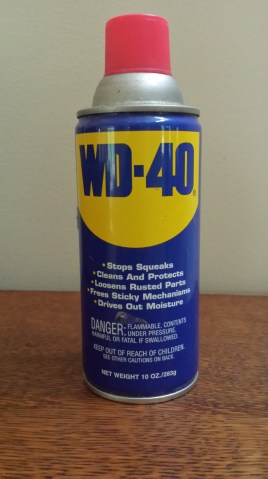 WD-40®
• Stops Squeaks
• Cleans And Protects
• Loosens Rusted Parts
• Frees Sticky Mechanisms
• Drives Out Moisture
DANGER: FLAMMABLE. CONTENTS
UNDER PRESSURE.
HARMFUL OR FATAL IF SWALLOWED.
KEEP OUT OF REACH OF CHILDREN.
SEE OTHER CAUTIONS ON BACK.
NET WEIGHT 10 OZ./283g